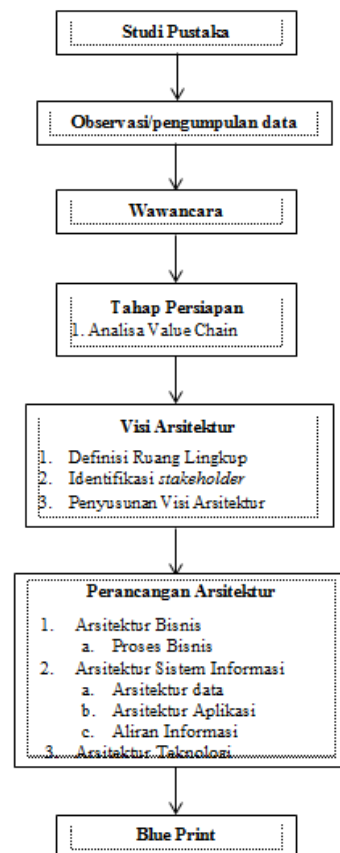 Studi Pustaka
Observasi/pengumpulan data
Wawancara
Tahap Persiapan
1. Analisa Value Chain
Visi Arsitektur
1. Definisi Ruang Lingkup
2. Identifikasi stakeholder
3. Penyusunan Visi Arsitektur
Perancangan Arsitektur
1. Arsitektur Bisnis
a. Proses Bisnis
2. Arsitektur Sistem Informasi
a. Arsitektur data
b. Arsitektur Aplikasi
c. Aliran Informasi
3. Arsitektur Teknologi
Blue Print